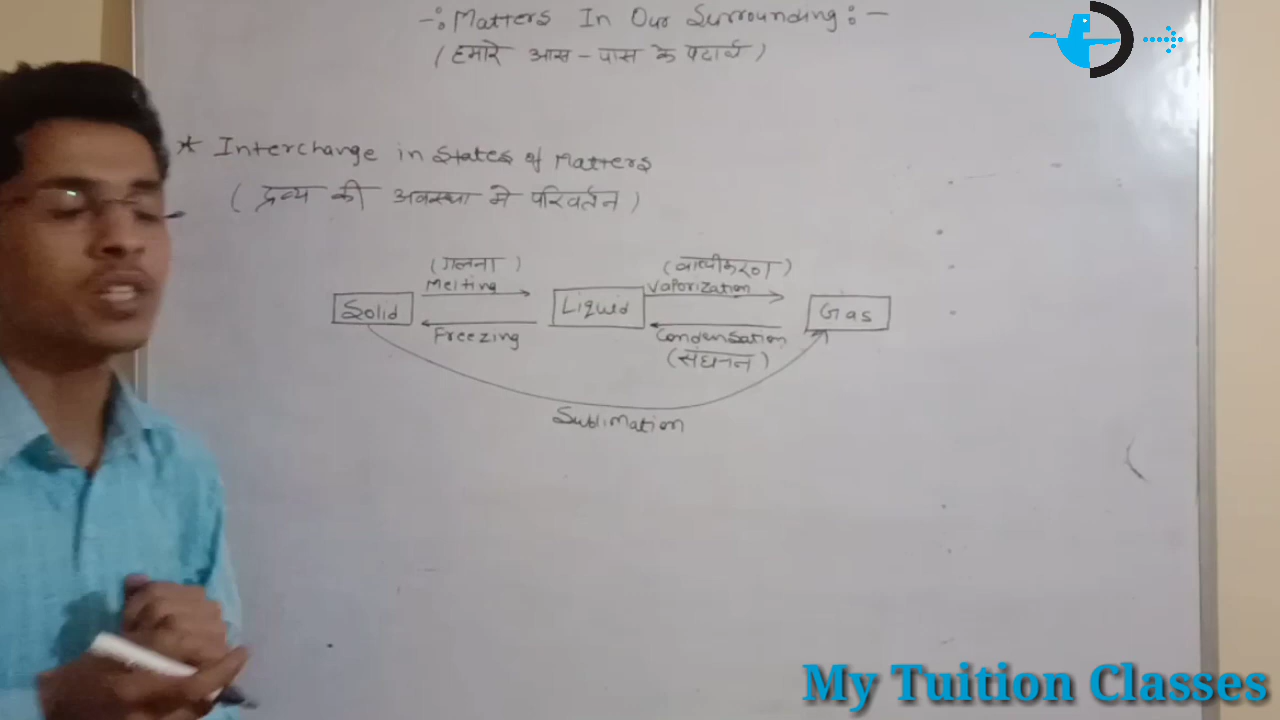 -:Matters In Our Surrounding:-
(हमारे आस-पास के पदार्थ)
* Interchange in States of Matters
(द्रव्य की अवस्था मे परिवर्तन)
(गलना)
(वाष्पीकरण)
Melting
Vaporization
Solid
Liquid
Gas
Freezing
Condensation
(संघनन)
Sublimation
My Tuition Classes